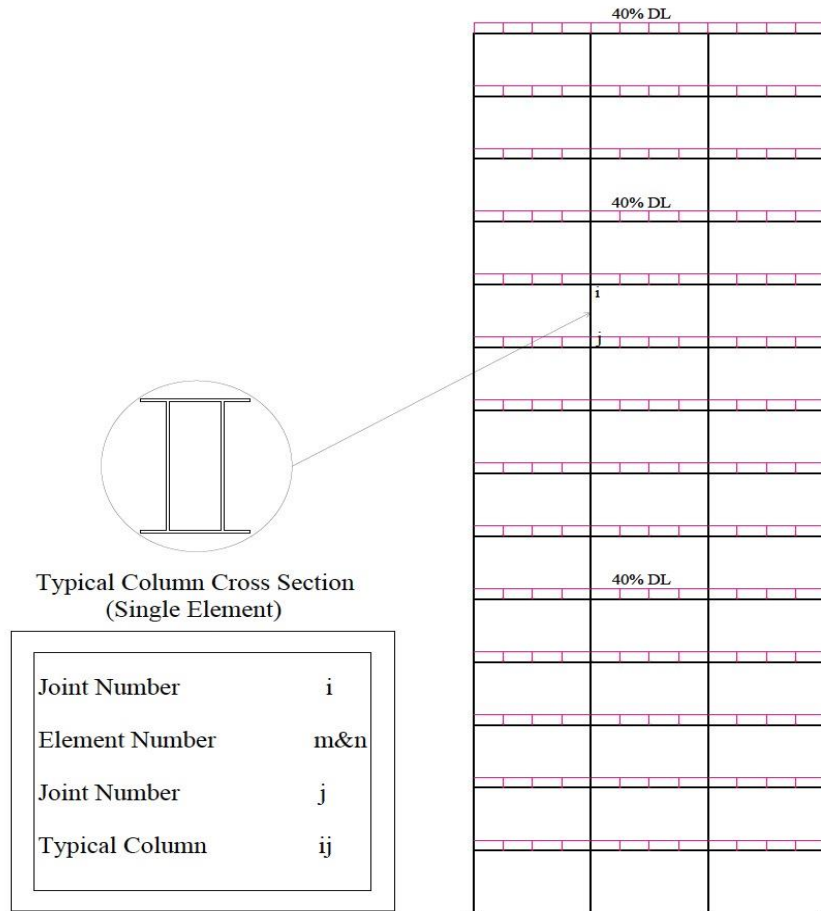 40% DL
40% DL
i
j
40% DL
Typical Column Cross Section
(Single Element)
Joint Number i
Element Number m&n
Joint Number j
Typical Column ij